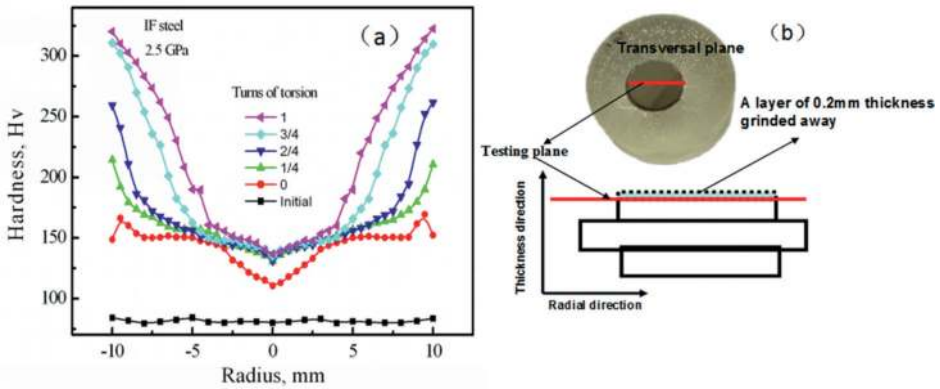 IF steel
2.5 GPa
(a)
Turns of torsion
1
3/4
2/4
1/4
0
Initial
Hardness, Hv
300
250
200
150
100
-10
-5
0
5
10
Radius, mm
(b)
Transversal plane
A layer of 0.2mm thickness
grinded away
Testing plane
Thickness direction
Radial direction